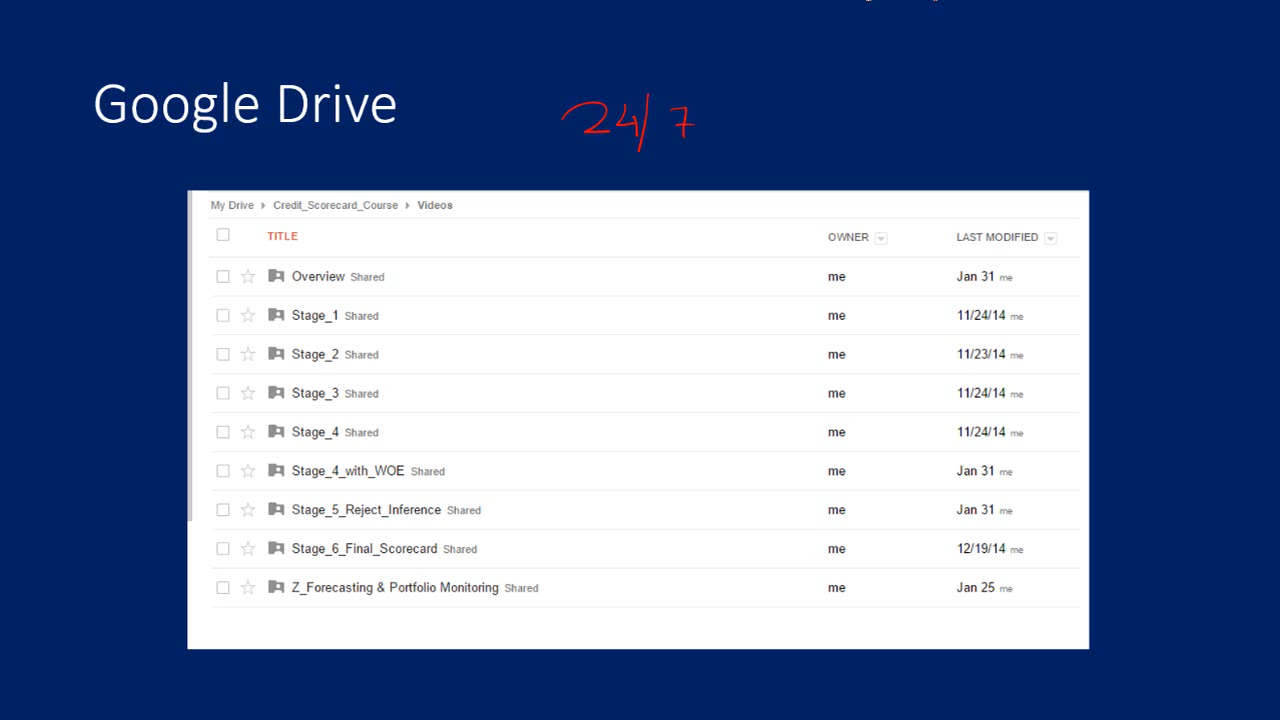 Google Drive 24/7
My Drive Credit_Scorecard_Course Videos
TITLE OWNER LAST MODIFIED
Overview Shared me Jan 31 me
Stage_1 Shared me 11/24/14 me
Stage_2 Shared me 11/23/14 me
Stage_3 Shared me 11/24/14 me
Stage_4 Shared me 11/24/14 me
Stage_4_with_WOE Shared me Jan 31 me
Stage_5_Reject_Inference Shared me Jan 31 me
Stage_6_Final_Scorecard Shared me 12/19/14 me
Z_Forecasting & Portfolio Monitoring Shared me Jan 25 me